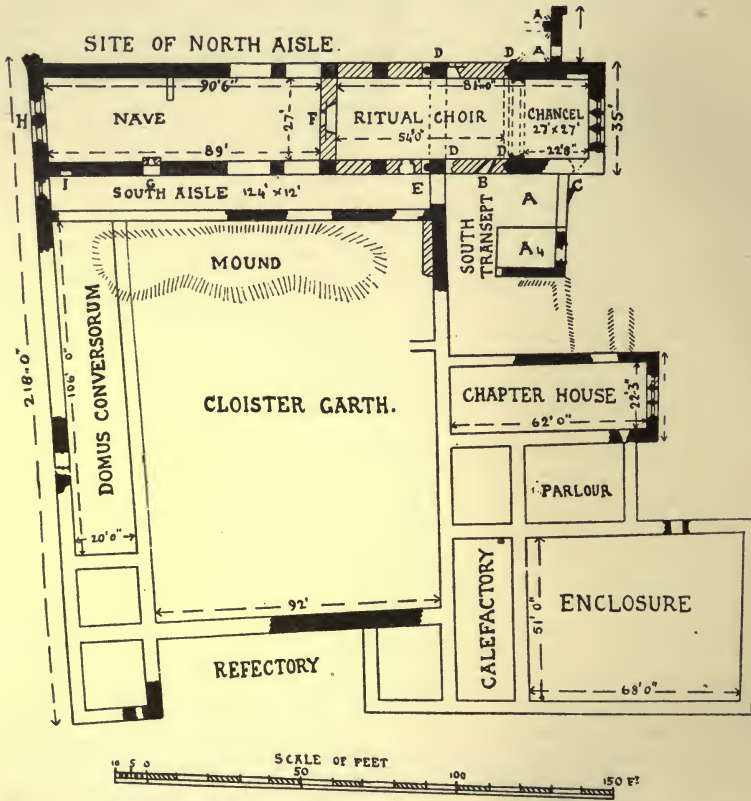 SITE OF NORTH AISLE.
A
A
D
D
90'6"
81'-0"
H
NAVE
27'
F
RITUAL CHOIR
CHANCEL
27' x 27'
35'
54'0"
89'
22'8"
D
D
I
G
E
B
C
SOUTH AISLE 124' x 12'
SOUTH TRANSEPT
A
A4
MOUND
218-0"
106' 0"
DOMUS CONVERSORUM
CLOISTER GARTH.
CHAPTER HOUSE
22-3"
62'0"
PARLOUR
20'0"
CALEFACTORY
51'0"
ENCLOSURE
92'
REFECTORY
68'0"
SCALE OF FEET
10 5 0
50
100
150 FT